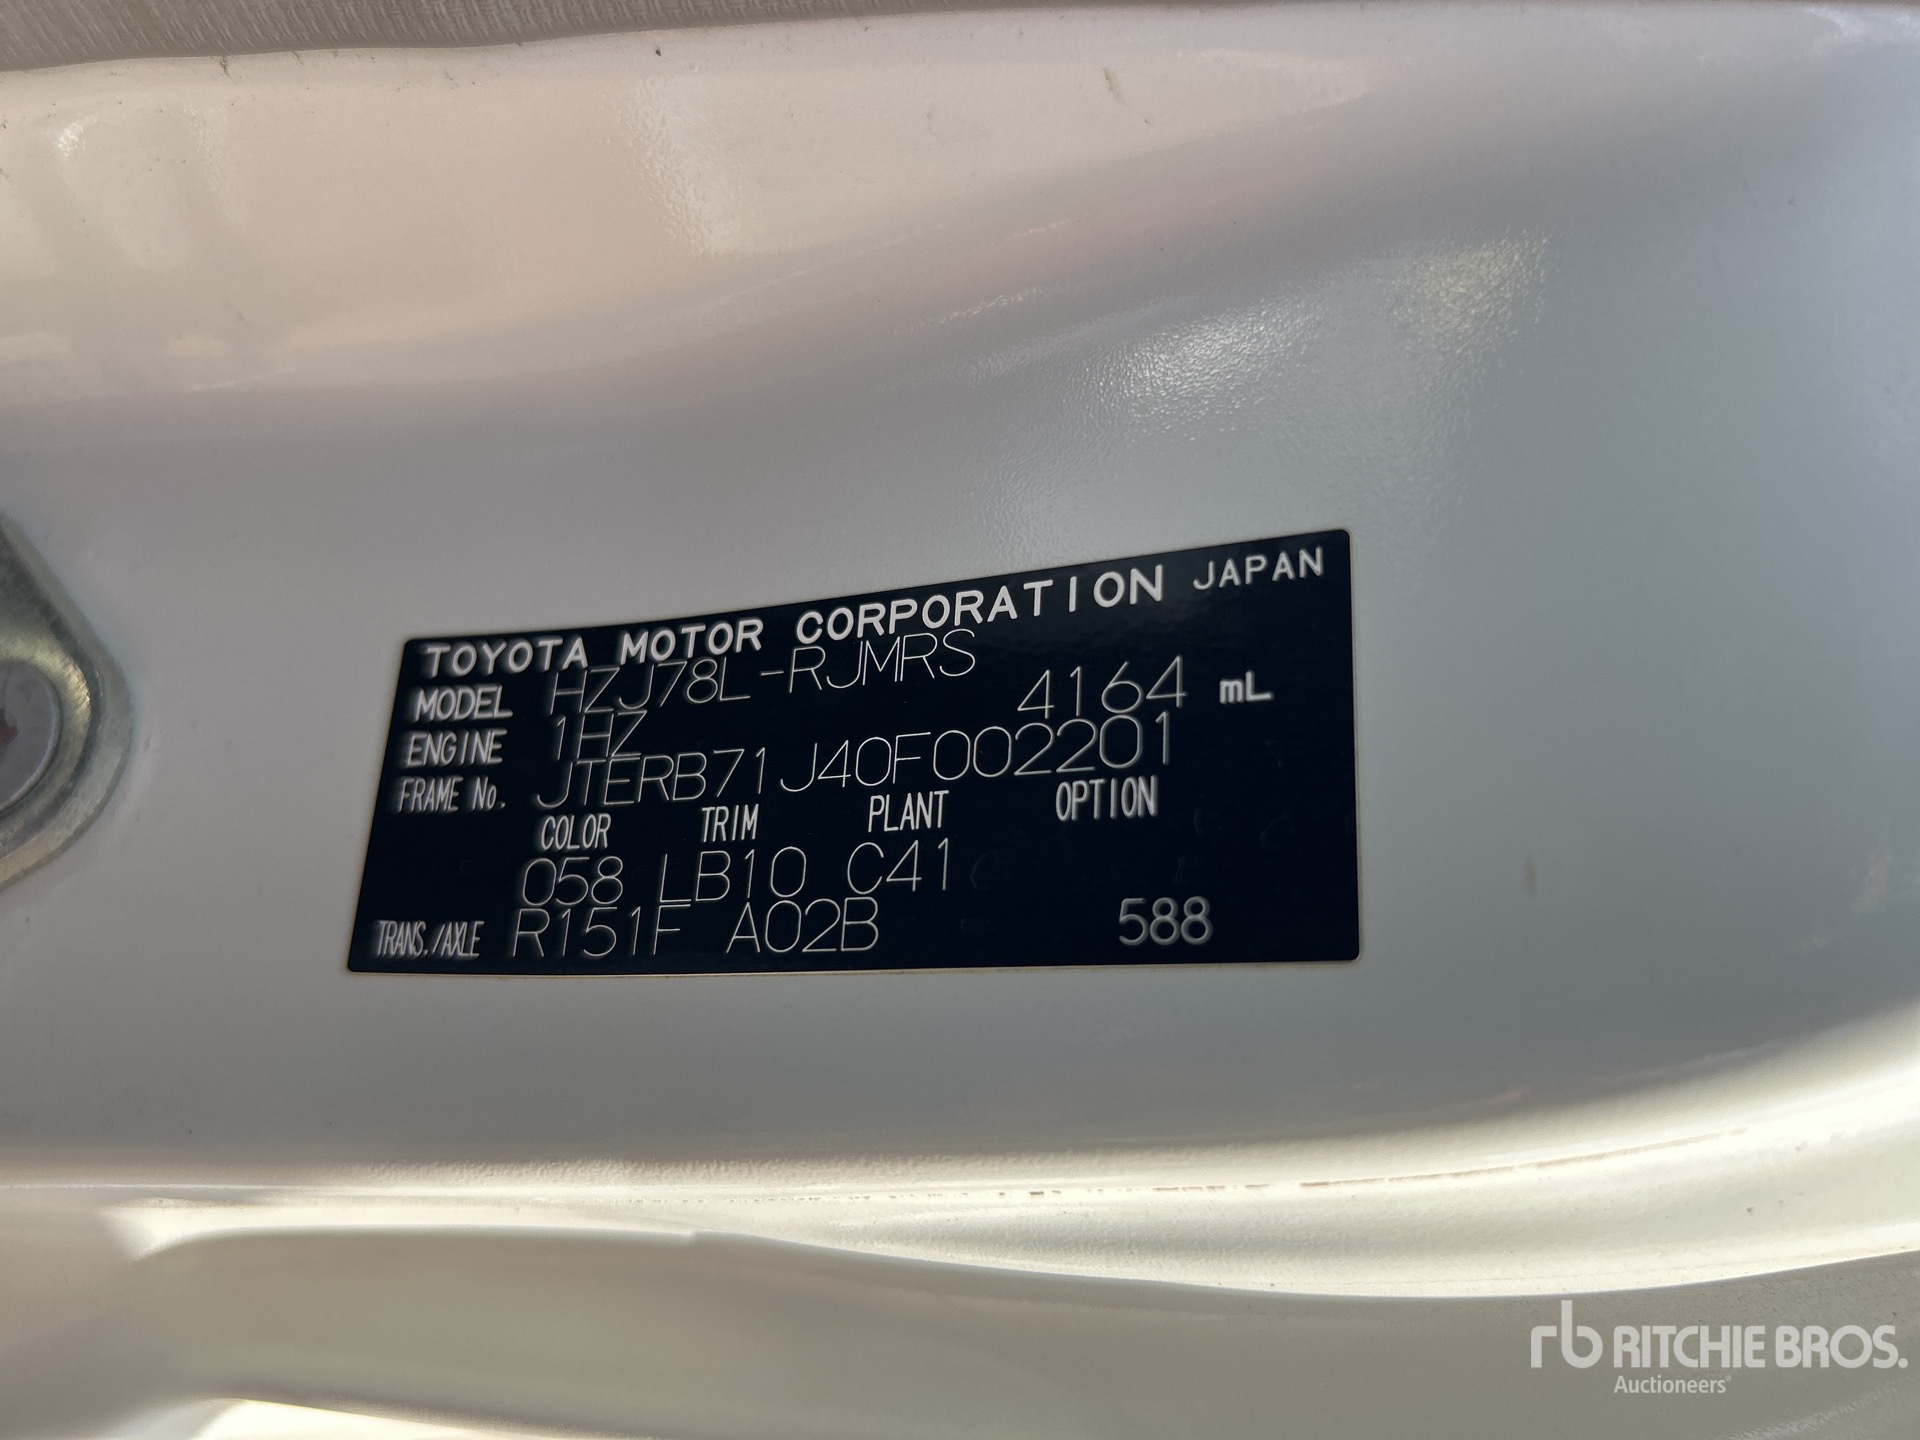 TOYOTA MOTOR CORPORATION JAPAN
MODEL HZJ78L-RJMRS
ENGINE 1HZ 4164 mL
FRAME No. JTERB71J40F002201
COLOR TRIM PLANT OPTION
058 LB10 C41
TRANS./AXLE R151F A02B 588
rb RITCHIE BROS.
Auctioneers